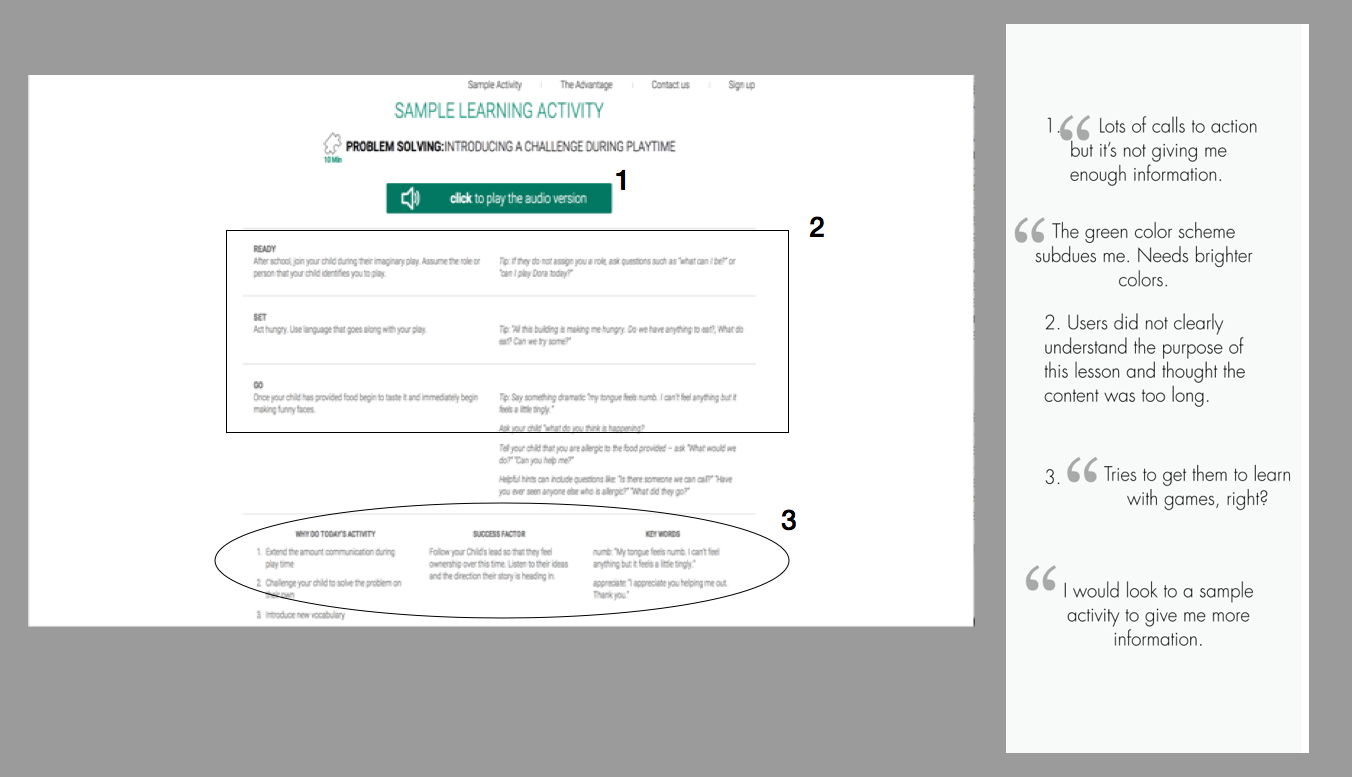 Sample Activity
The Advantage
Contact us
Sign up
SAMPLE LEARNING ACTIVITY
10 Min
PROBLEM SOLVING:INTRODUCING A CHALLENGE DURING PLAYTIME
click to play the audio version
1
2
READY
After school, join your child during their imaginary play. Assume the role or
person that your child identifies you to play.
Tip: If they do not assign you a role, ask questions such as "what can I be?" or
"can I play Dora today?"
SET
Act hungry. Use language that goes along with your play.
Tip: "All this building is making me hungry. Do we have anything to eat?, What do
eat? Can we try some?"
GO
Once your child has provided food begin to taste it and immediately begin
making funny faces.
Tip: Say something dramatic "my tongue feels numb. I can't feel anything but it
feels a little tingly."
Ask your child "what do you think is happening?
Tell your child that you are allergic to the food provided – ask "What would we
do?" "Can you help me?"
Helpful hints can include questions like: "Is there someone we can call?" "Have
you ever seen anyone else who is allergic?" "What did they go?"
3
WHY DO TODAY'S ACTIVITY
1. Extend the amount communication during
play time
2. Challenge your child to solve the problem on
their own
3. Introduce new vocabulary
SUCCESS FACTOR
Follow your Child's lead so that they feel
ownership over this time. Listen to their ideas
and the direction their story is heading in.
KEY WORDS
numb: "My tongue feels numb. I can't feel
anything but it feels a little tingly."
appreciate: "I appreciate you helping me out.
Thank you."
1. “ Lots of calls to action
but it's not giving me
enough information.
“ The green color scheme
subdues me. Needs brighter
colors.
2. Users did not clearly
understand the purpose of
this lesson and thought the
content was too long.
3. “ Tries to get them to learn
with games, right?
“ I would look to a sample
activity to give me more
information.